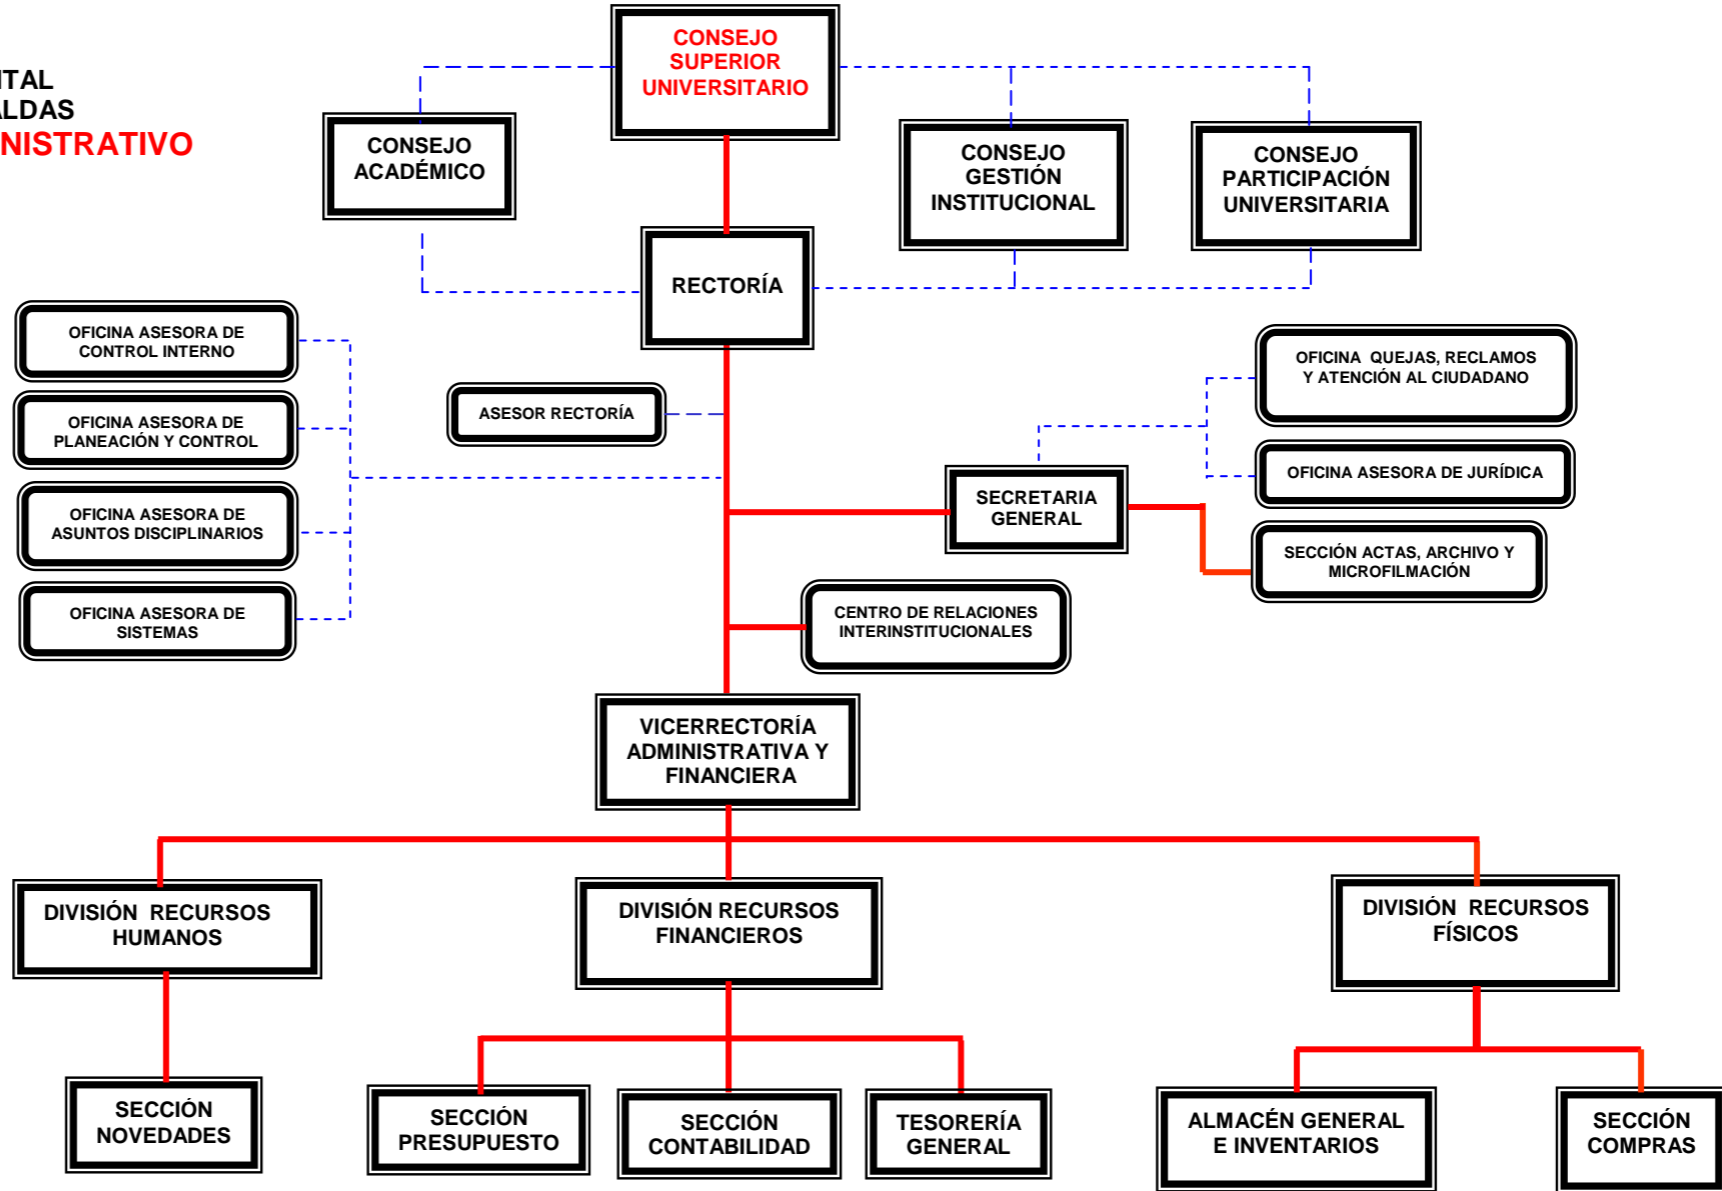 CONSEJO
SUPERIOR
UNIVERSITARIO
ITAL
ALDAS
NISTRATIVO
CONSEJO
ACADÉMICO
CONSEJO
GESTIÓN
INSTITUCIONAL
CONSEJO
PARTICIPACIÓN
UNIVERSITARIA
RECTORÍA
OFICINA ASESORA DE
CONTROL INTERNO
OFICINA ASESORA DE
PLANEACIÓN Y CONTROL
OFICINA ASESORA DE
ASUNTOS DISCIPLINARIOS
OFICINA ASESORA DE
SISTEMAS
ASESOR RECTORÍA
OFICINA QUEJAS, RECLAMOS
Y ATENCIÓN AL CIUDADANO
OFICINA ASESORA DE JURÍDICA
SECRETARIA
GENERAL
SECCIÓN ACTAS, ARCHIVO Y
MICROFILMACIÓN
CENTRO DE RELACIONES
INTERINSTITUCIONALES
VICERRECTORÍA
ADMINISTRATIVA Y
FINANCIERA
DIVISIÓN RECURSOS
HUMANOS
DIVISIÓN RECURSOS
FINANCIEROS
DIVISIÓN RECURSOS
FÍSICOS
SECCIÓN
NOVEDADES
SECCIÓN
PRESUPUESTO
SECCIÓN
CONTABILIDAD
TESORERÍA
GENERAL
ALMACÉN GENERAL
E INVENTARIOS
SECCIÓN
COMPRAS